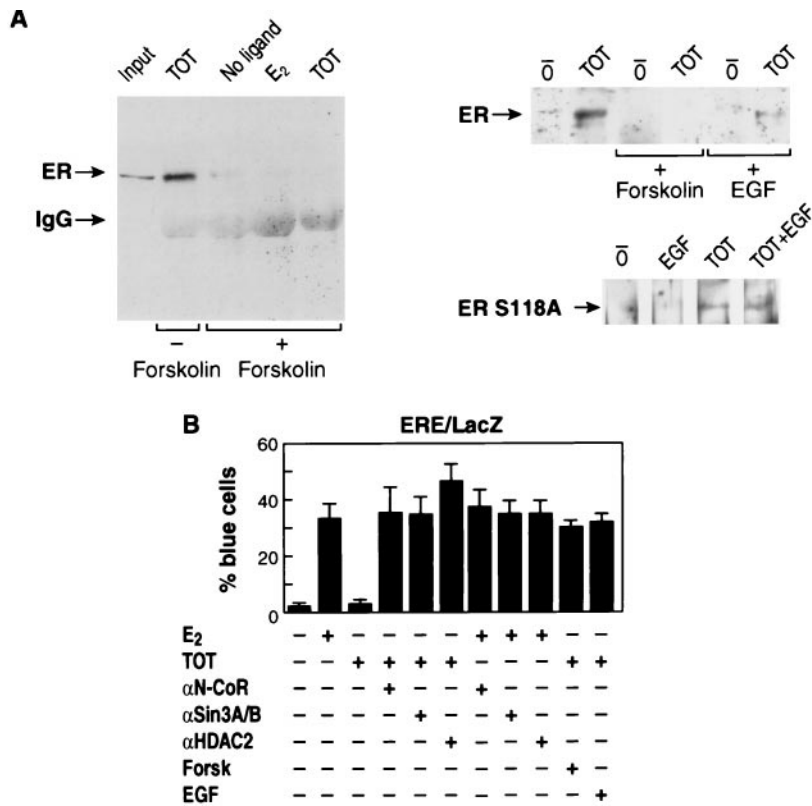 A
Input TOT No ligand E2 TOT
ER
IgG
− +
Forskolin Forskolin
0̅ TOT 0̅ TOT 0̅ TOT
ER
+ +
Forskolin EGF
0̅ EGF TOT TOT+EGF
ER S118A
B
ERE/LacZ
% blue cells
60
40
20
0
E2 − + − − − − + + + − −
TOT − − + + + + − − − + +
αN-CoR − − − + − − + − − − −
αSin3A/B − − − − + − − + − − −
αHDAC2 − − − − − + − − + − −
Forsk − − − − − − − − − + −
EGF − − − − − − − − − − +